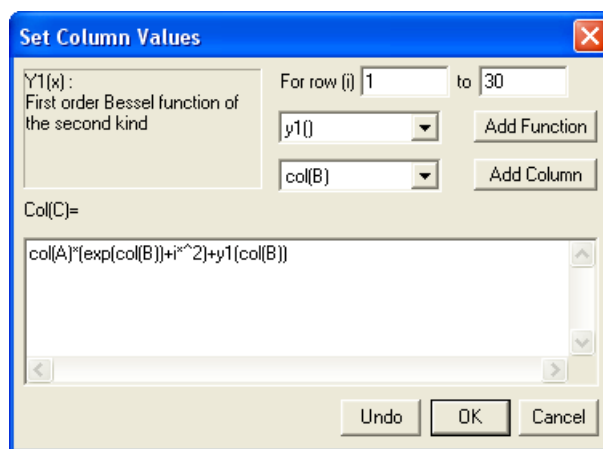 Set Column Values
Y1(x) :
First order Bessel function of
the second kind
For row (i) 1 to 30
y1() Add Function
col(B) Add Column
Col(C)=
col(A)*(exp(col(B))+i*^2)+y1(col(B))
Undo OK Cancel